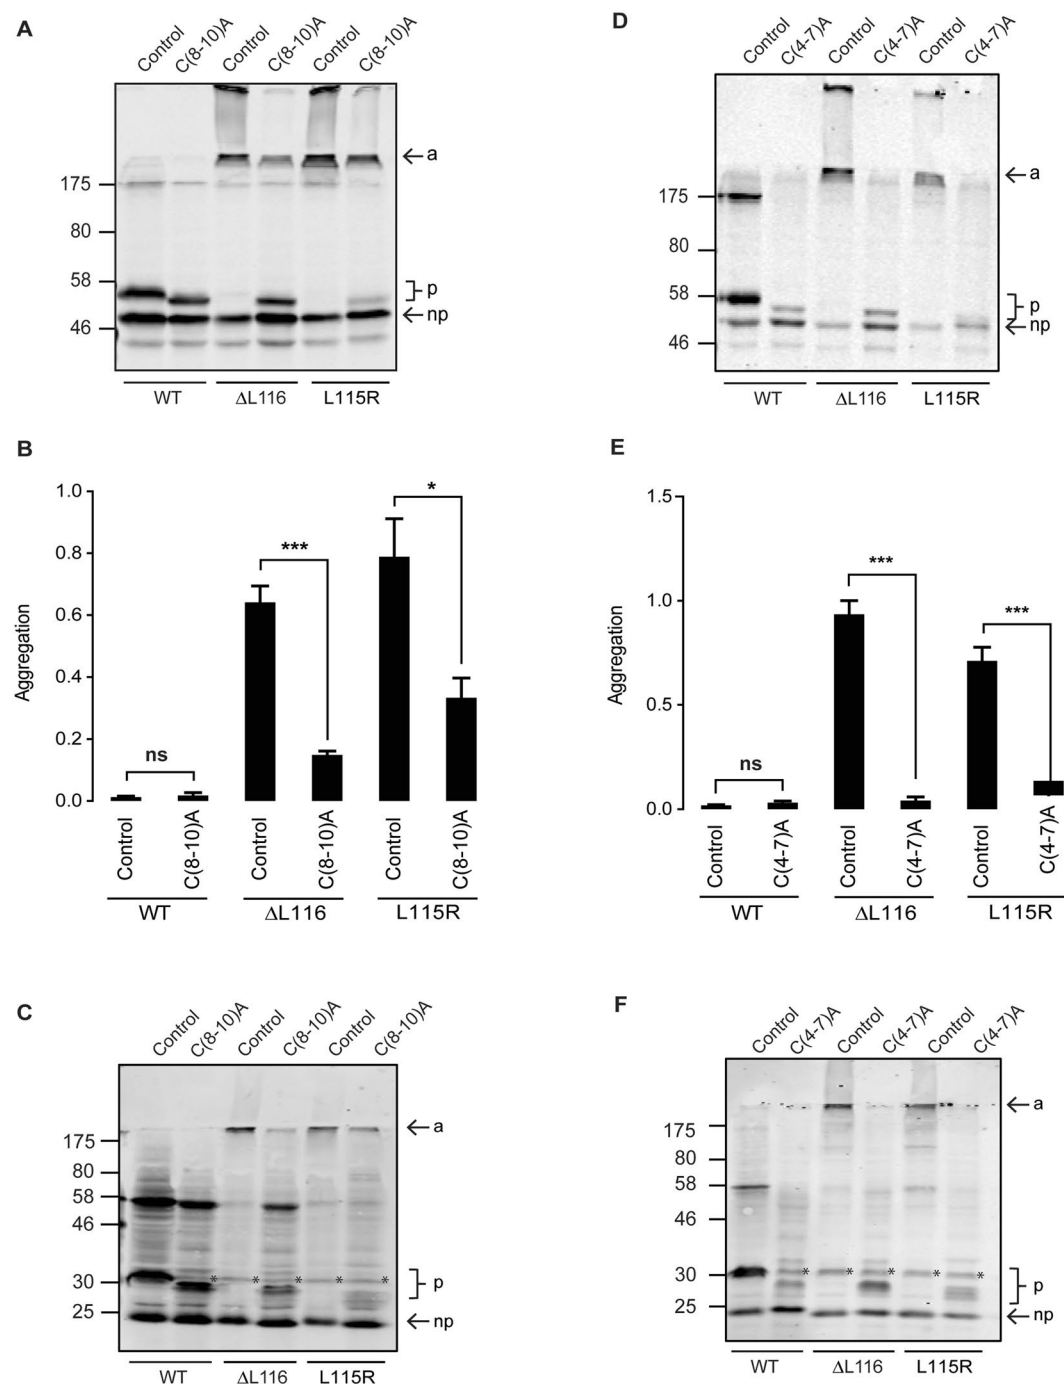 A
Control
C(8-10)A
Control
C(8-10)A
Control
C(8-10)A
175
80
58
46
←a
p
←np
WT
ΔL116
L115R
B
Aggregation
1.0
0.8
0.6
0.4
0.2
0.0
ns
***
*
Control
C(8-10)A
Control
C(8-10)A
Control
C(8-10)A
WT
ΔL116
L115R
C
Control
C(8-10)A
Control
C(8-10)A
Control
C(8-10)A
175
80
58
46
30
25
←a
* * * * *
p
←np
WT
ΔL116
L115R
D
Control
C(4-7)A
Control
C(4-7)A
Control
C(4-7)A
175
80
58
46
←a
p
←np
WT
ΔL116
L115R
E
Aggregation
1.5
1.0
0.5
0.0
ns
***
***
Control
C(4-7)A
Control
C(4-7)A
Control
C(4-7)A
WT
ΔL116
L115R
F
Control
C(4-7)A
Control
C(4-7)A
Control
C(4-7)A
175
80
58
46
30
25
←a
* * * * *
p
←np
WT
ΔL116
L115R